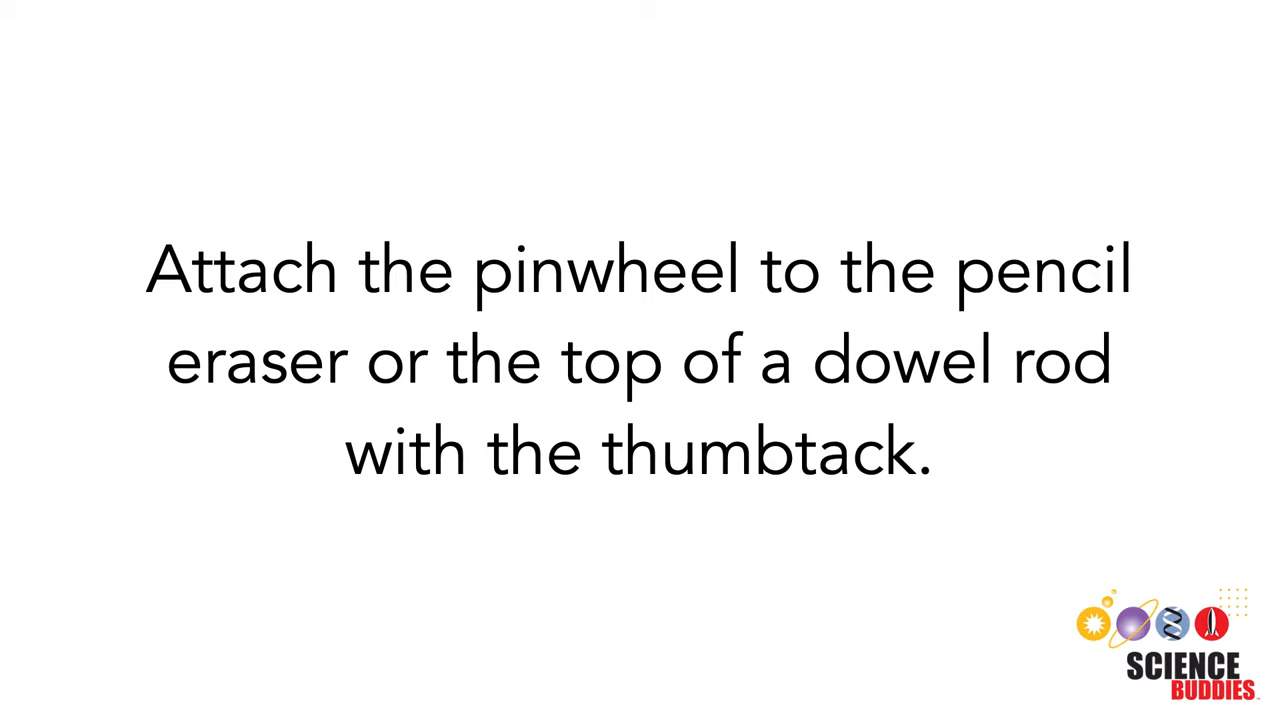 Attach the pinwheel to the pencil
eraser or the top of a dowel rod
with the thumbtack.
SCIENCE
BUDDIES